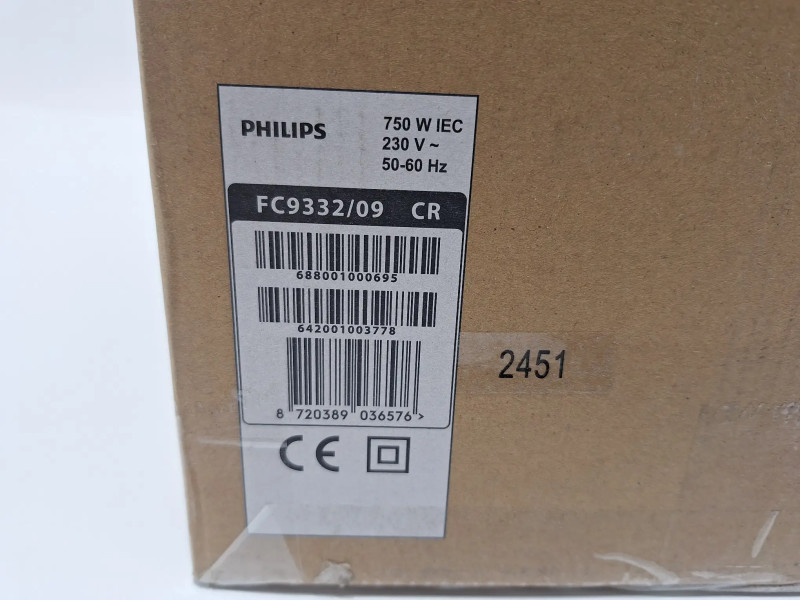 PHILIPS
750 W IEC
230 V ~
50-60 Hz
FC9332/09 CR
688001000695
642001003778
8 720389 036576 >
2451
CE